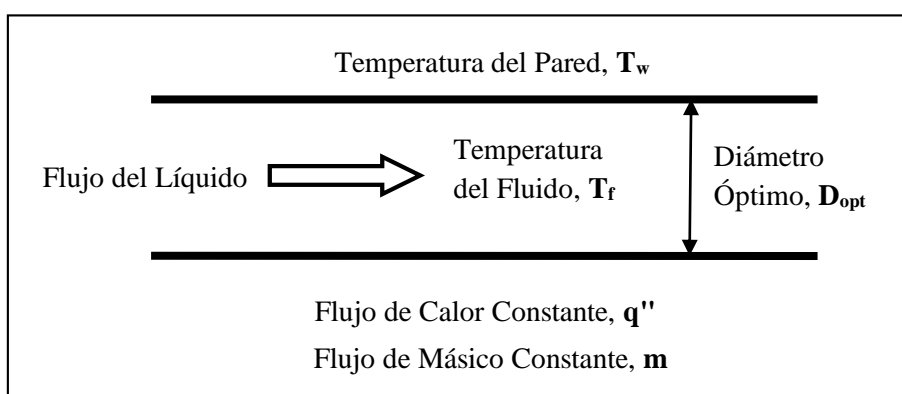 Temperatura del Pared, Tw
Flujo del Líquido
Temperatura
del Fluido, Tf
Diámetro
Óptimo, Dopt
Flujo de Calor Constante, q"
Flujo de Másico Constante, m